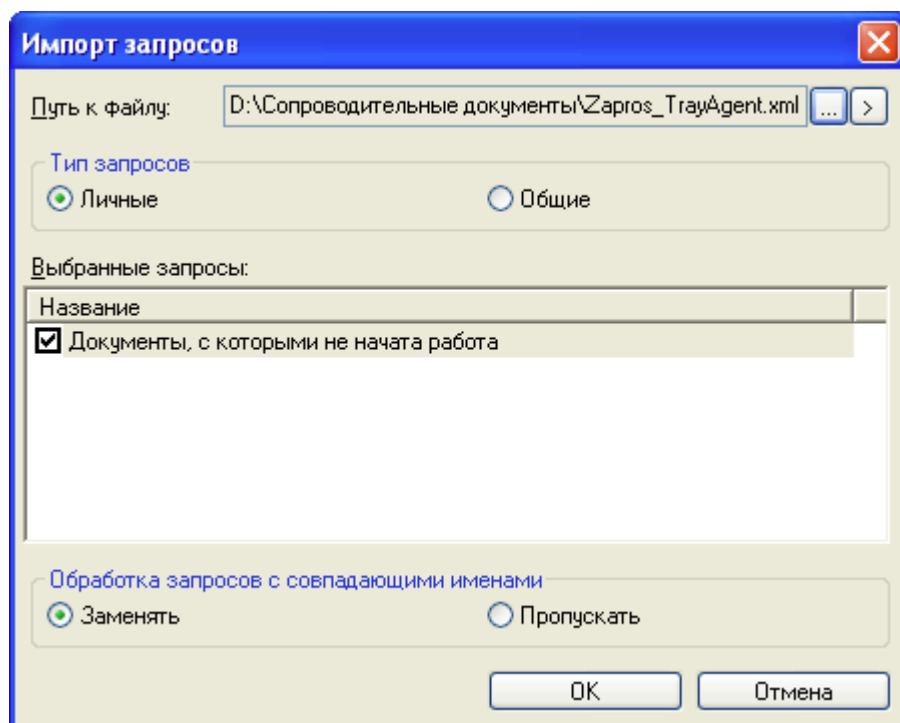 Импорт запросов
Путь к файлу: D:\Сопроводительные документы\Zapros_TrayAgent.xml ... >
Тип запросов
Личные Общие
Выбранные запросы:
Название
Документы, с которыми не начата работа
Обработка запросов с совпадающими именами
Заменять Пропускать
OK Отмена